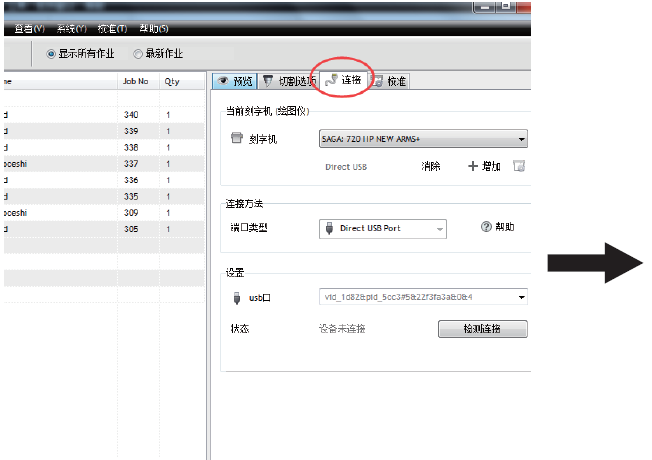 查看(V) 系统(Y) 校准(T) 帮助(S)
显示所有作业 最新作业
me Job No Qty
预览 切割选项 连接 校准
d 340 1
d 339 1
d 338 1
oceshi 337 1
d 336 1
d 335 1
oceshi 309 1
d 305 1
当前刻字机 (绘图仪)
刻字机 SAGA: 720 HP NEW ARMS+
Direct USB 消除 增加
连接方法
端口类型 Direct USB Port 帮助
设置
usb口 vid_1d82&pid_5cc3#5&22f3fa3a&0&4
状态 设备未连接 检测连接